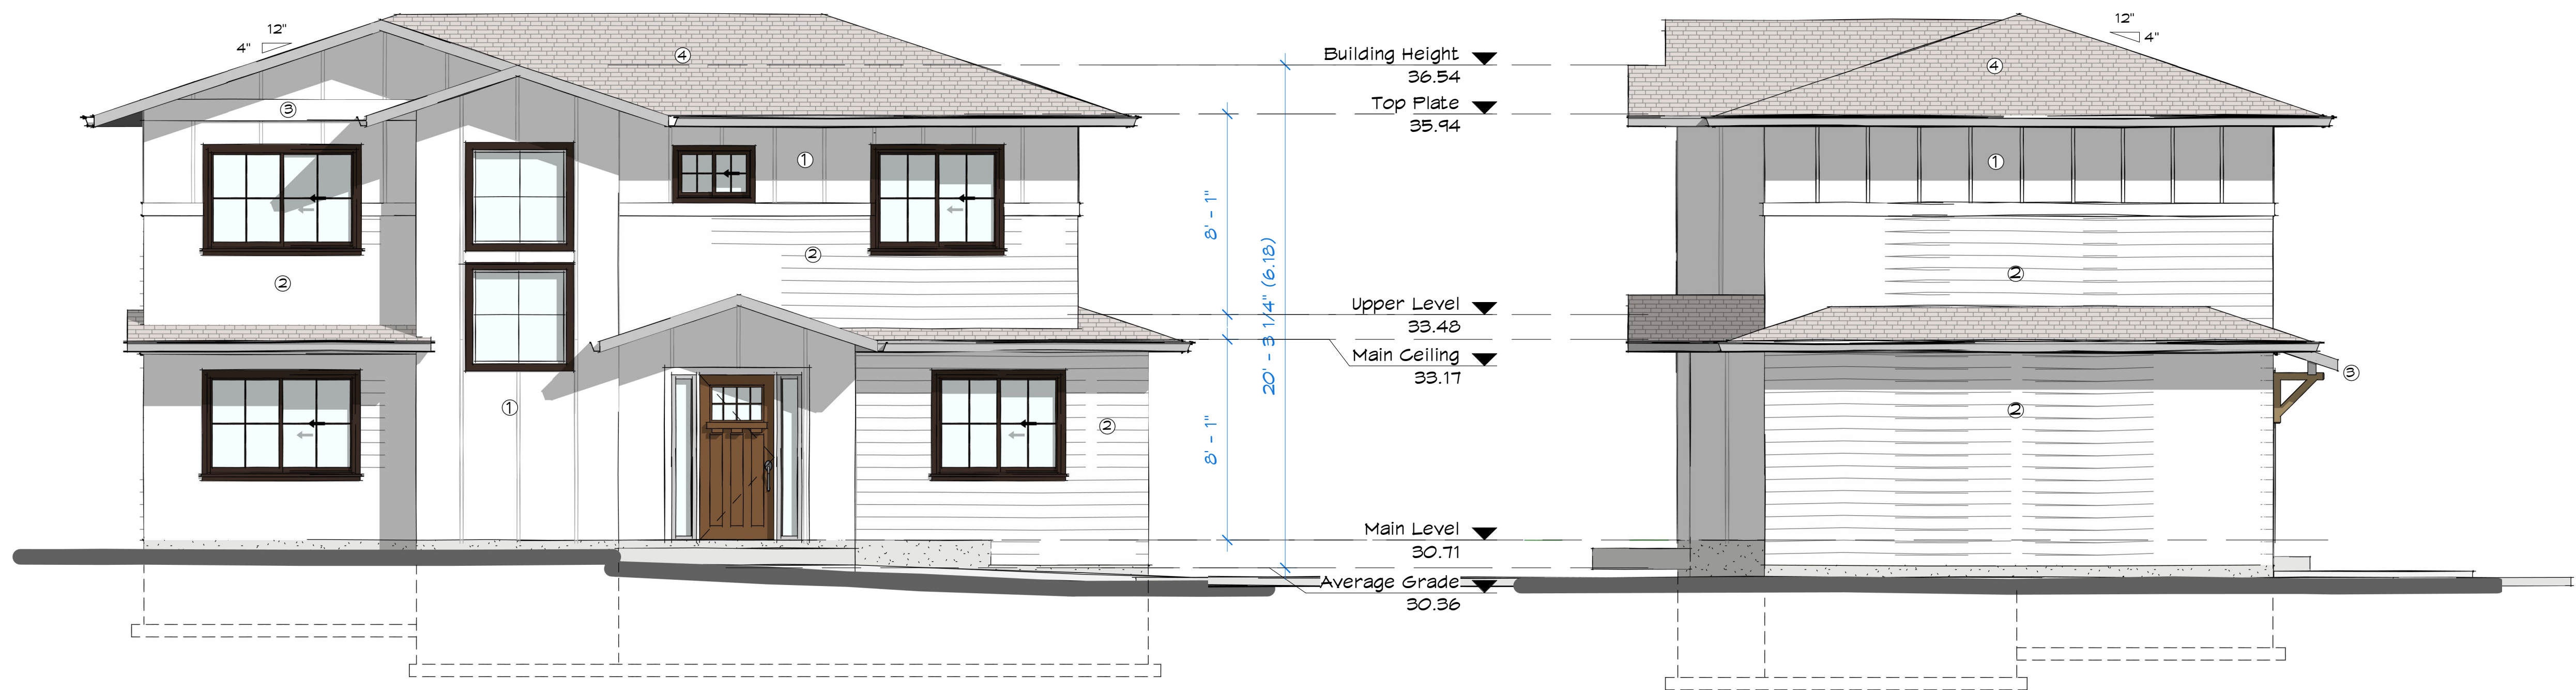 12"
4"
④
③
①
②
②
①
②
8' - 1"
20' - 3 1/4" (6.18)
8' - 1"
Building Height
36.54
Top Plate
35.94
Upper Level
33.48
Main Ceiling
33.17
Main Level
30.71
Average Grade
30.36
12"
4"
④
①
②
③
②